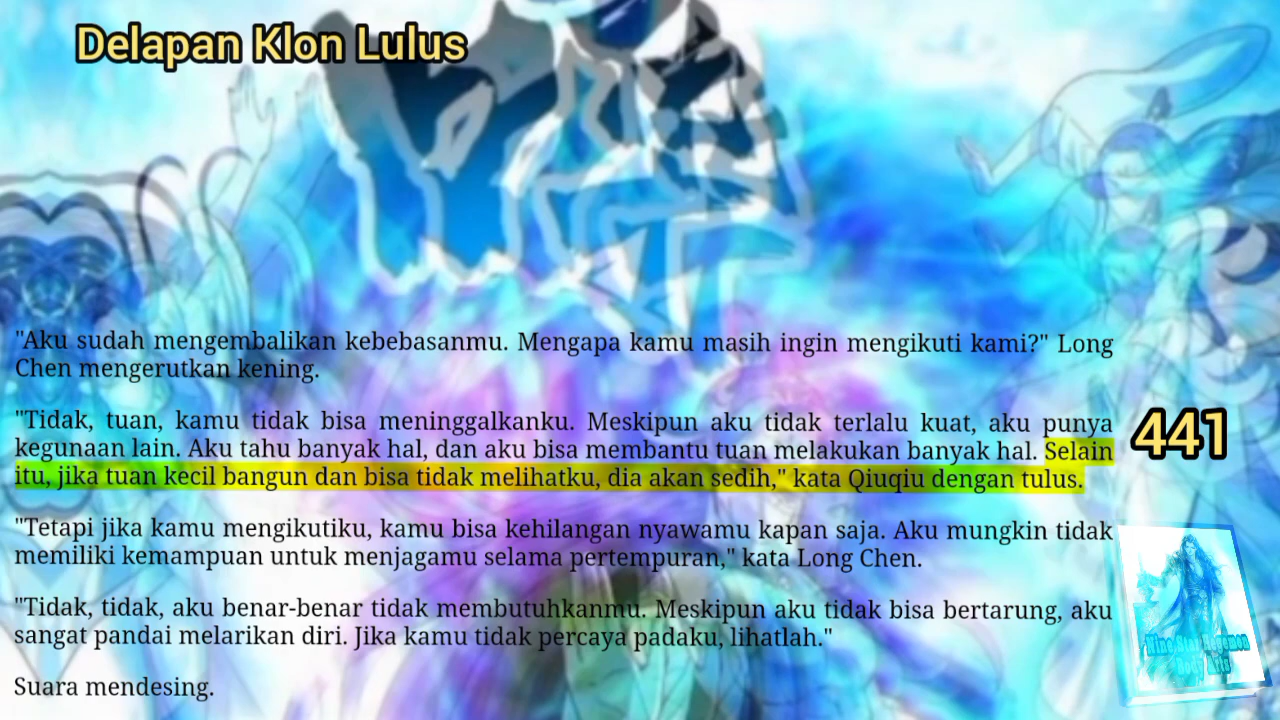 Delapan Klon Lulus
"Aku sudah mengembalikan kebebasanmu. Mengapa kamu masih ingin mengikuti kami?" Long
Chen mengerutkan kening.
"Tidak, tuan, kamu tidak bisa meninggalkanku. Meskipun aku tidak terlalu kuat, aku punya
kegunaan lain. Aku tahu banyak hal, dan aku bisa membantu tuan melakukan banyak hal. Selain
itu, jika tuan kecil bangun dan bisa tidak melihatku, dia akan sedih," kata Qiuqiu dengan tulus.
441
"Tetapi jika kamu mengikutiku, kamu bisa kehilangan nyawamu kapan saja. Aku mungkin tidak
memiliki kemampuan untuk menjagamu selama pertempuran," kata Long Chen.
"Tidak, tidak, aku benar-benar tidak membutuhkanmu. Meskipun aku tidak bisa bertarung, aku
sangat pandai melarikan diri. Jika kamu tidak percaya padaku, lihatlah."
Suara mendesing.
Nine Star Hegemon
Body Arts